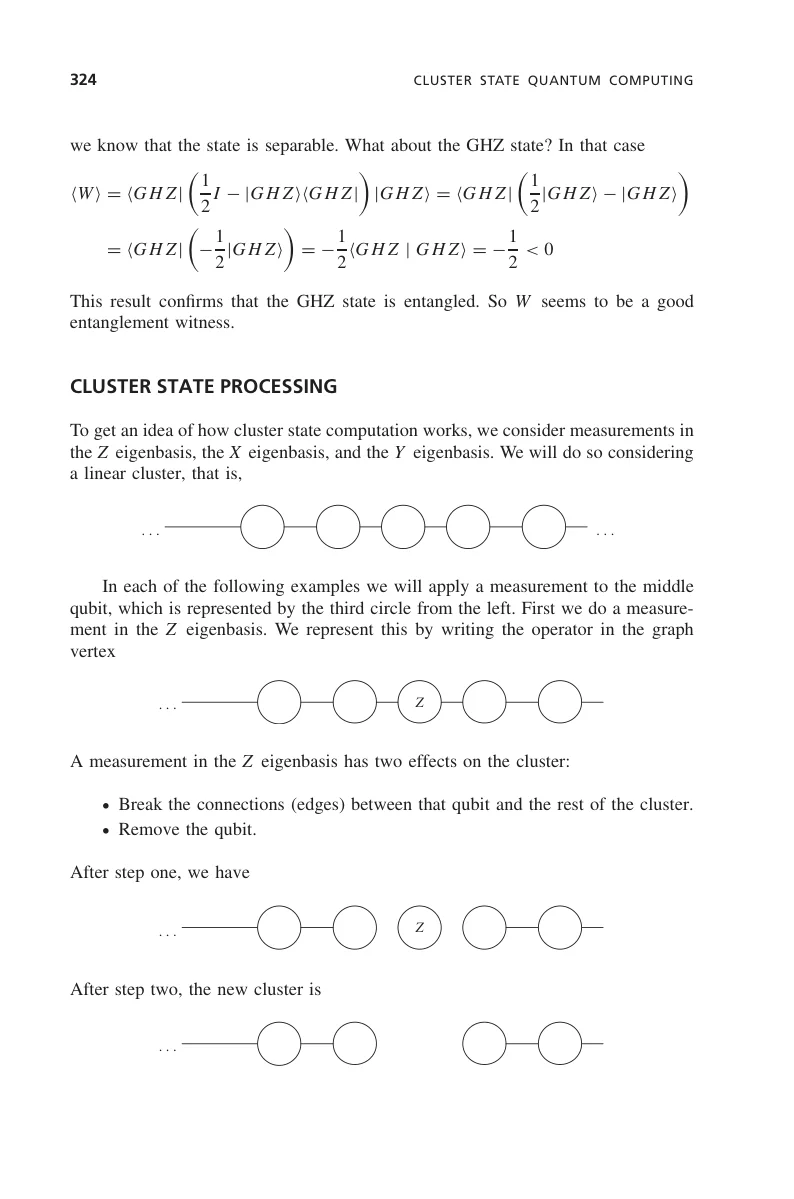 324 CLUSTER STATE QUANTUM COMPUTING
we know that the state is separable. What about the GHZ state? In that case
⟨W⟩ = ⟨GHZ| (1/2 I − |GHZ⟩⟨GHZ|) |GHZ⟩ = ⟨GHZ| (1/2 |GHZ⟩ − |GHZ⟩)
= ⟨GHZ| (−1/2 |GHZ⟩) = −1/2 ⟨GHZ | GHZ⟩ = −1/2 < 0
This result confirms that the GHZ state is entangled. So W seems to be a good
entanglement witness.
CLUSTER STATE PROCESSING
To get an idea of how cluster state computation works, we consider measurements in
the Z eigenbasis, the X eigenbasis, and the Y eigenbasis. We will do so considering
a linear cluster, that is,
... ...
In each of the following examples we will apply a measurement to the middle
qubit, which is represented by the third circle from the left. First we do a measure-
ment in the Z eigenbasis. We represent this by writing the operator in the graph
vertex
... Z
A measurement in the Z eigenbasis has two effects on the cluster:
• Break the connections (edges) between that qubit and the rest of the cluster.
• Remove the qubit.
After step one, we have
... Z
After step two, the new cluster is
...